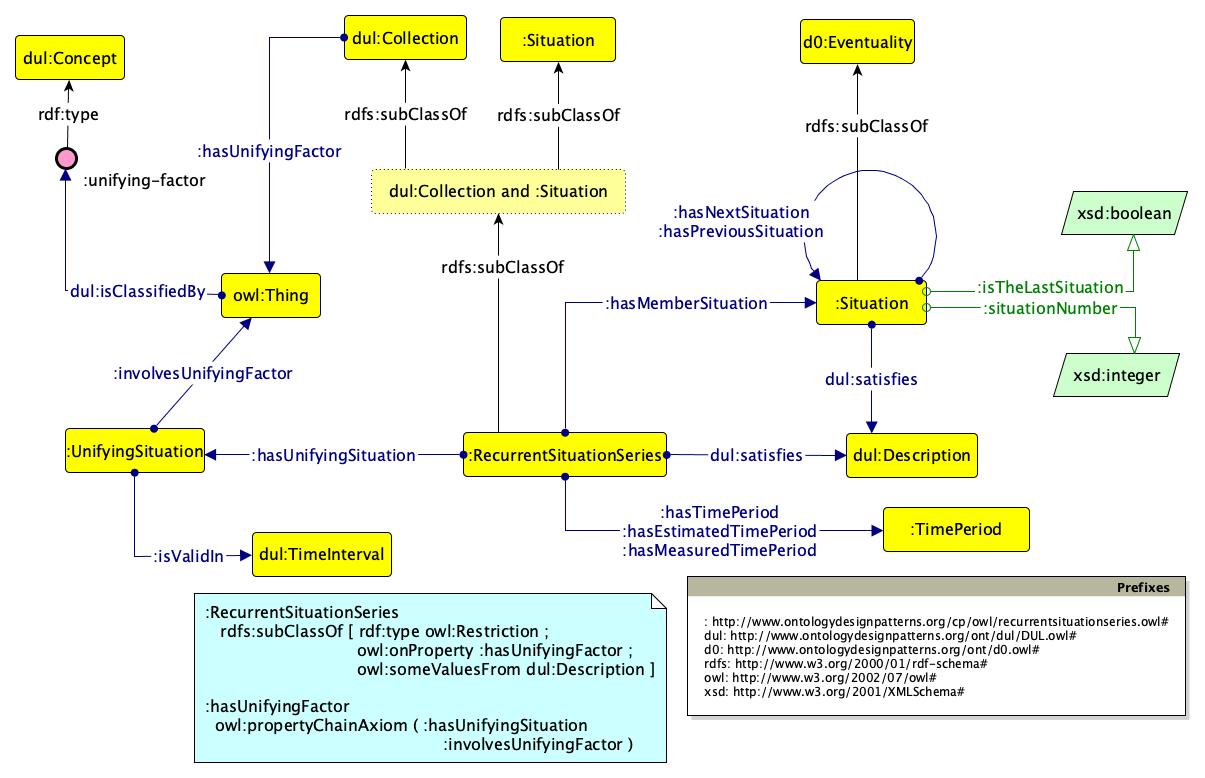 dul:Collection
:Situation
d0:Eventuality
dul:Concept
rdf:type
rdfs:subClassOf
rdfs:subClassOf
rdfs:subClassOf
:hasUnifyingFactor
:unifying-factor
dul:Collection and :Situation
:hasNextSituation
:hasPreviousSituation
xsd:boolean
rdfs:subClassOf
dul:isClassifiedBy
owl:Thing
:hasMemberSituation
:Situation
:isTheLastSituation
:situationNumber
:involvesUnifyingFactor
dul:satisfies
xsd:integer
:UnifyingSituation
:hasUnifyingSituation
:RecurrentSituationSeries
dul:satisfies
dul:Description
:hasTimePeriod
:hasEstimatedTimePeriod
:hasMeasuredTimePeriod
:TimePeriod
:isValidIn
dul:TimeInterval
:RecurrentSituationSeries
rdfs:subClassOf [ rdf:type owl:Restriction ;
owl:onProperty :hasUnifyingFactor ;
owl:someValuesFrom dul:Description ]
:hasUnifyingFactor
owl:propertyChainAxiom ( :hasUnifyingSituation
:involvesUnifyingFactor )
Prefixes
: http://www.ontologydesignpatterns.org/cp/owl/recurrentsituationseries.owl#
dul: http://www.ontologydesignpatterns.org/ont/dul/DUL.owl#
d0: http://www.ontologydesignpatterns.org/ont/d0.owl#
rdfs: http://www.w3.org/2000/01/rdf-schema#
owl: http://www.w3.org/2002/07/owl#
xsd: http://www.w3.org/2001/XMLSchema#